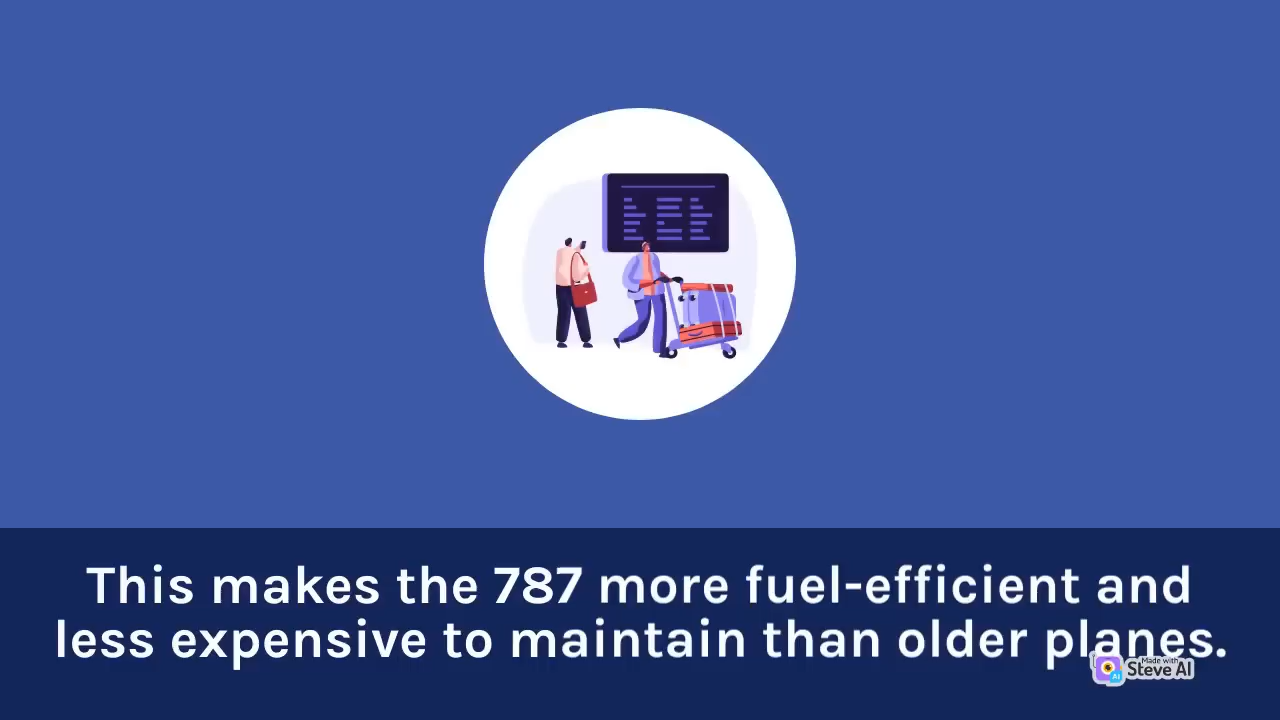 This makes the 787 more fuel-efficient and
less expensive to maintain than older planes.
Made with
Steve AI